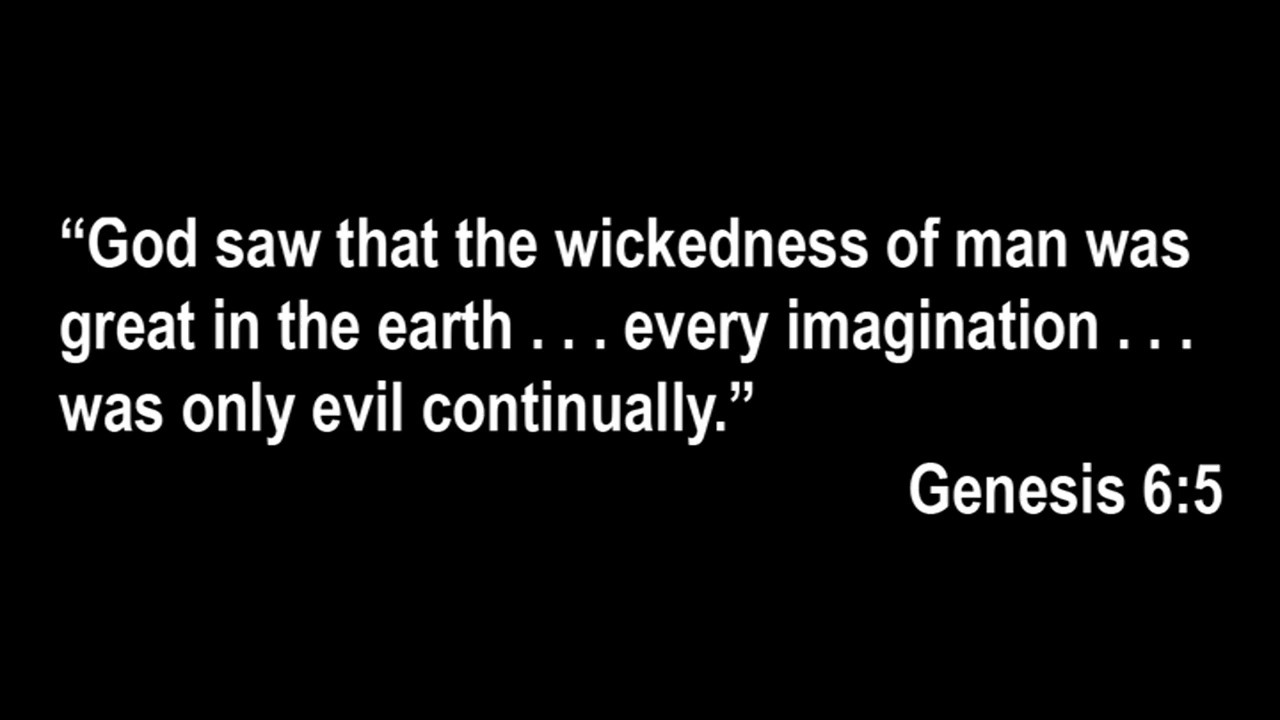 “God saw that the wickedness of man was
great in the earth . . . every imagination . . .
was only evil continually.”
Genesis 6:5